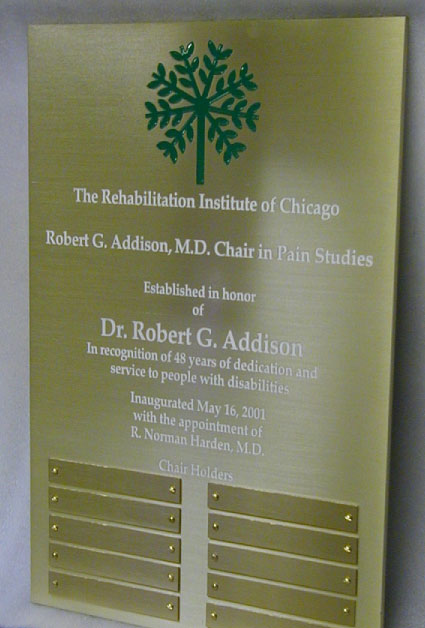 The Rehabilitation Institute of Chicago
Robert G. Addison, M.D. Chair in Pain Studies
Established in honor
of
Dr. Robert G. Addison
In recognition of 48 years of dedication and
service to people with disabilities
Inaugurated May 16, 2001
with the appointment of
R. Norman Harden, M.D.
Chair Holders